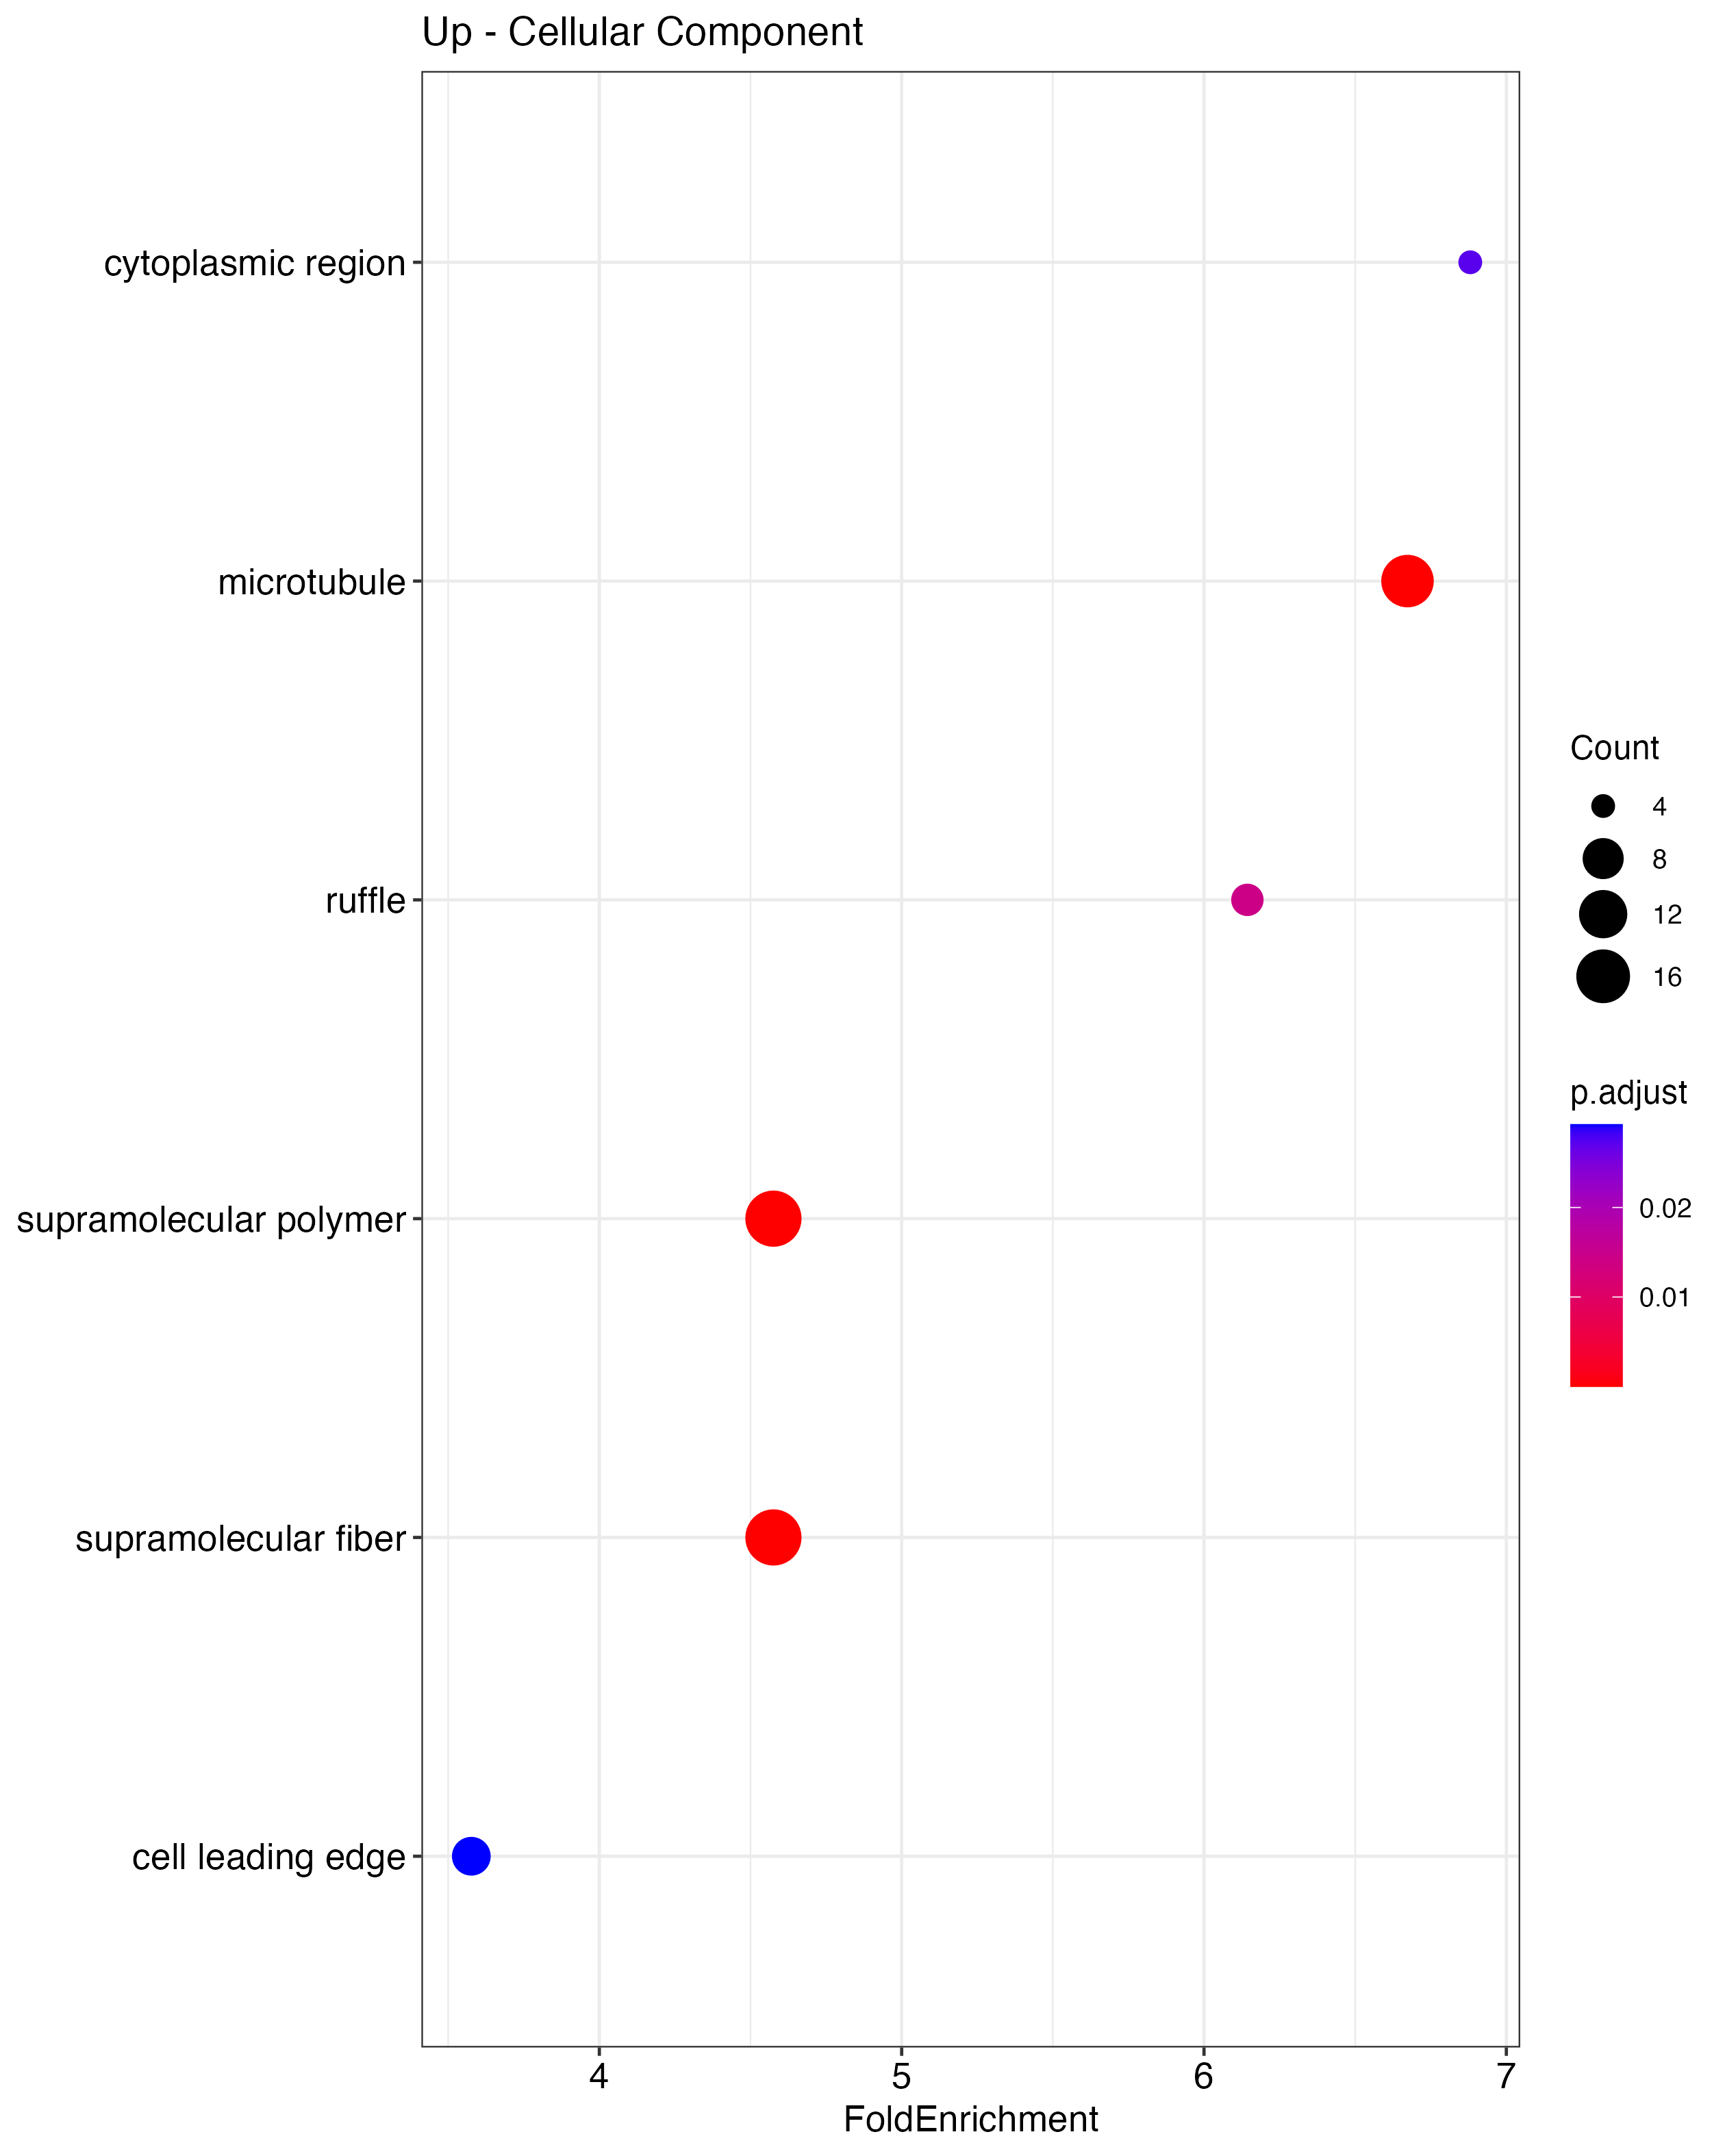 Up - Cellular Component
cytoplasmic region
microtubule
ruffle
supramolecular polymer
supramolecular fiber
cell leading edge
4 5 6 7
FoldEnrichment
Count
4
8
12
16
p.adjust
0.02
0.01